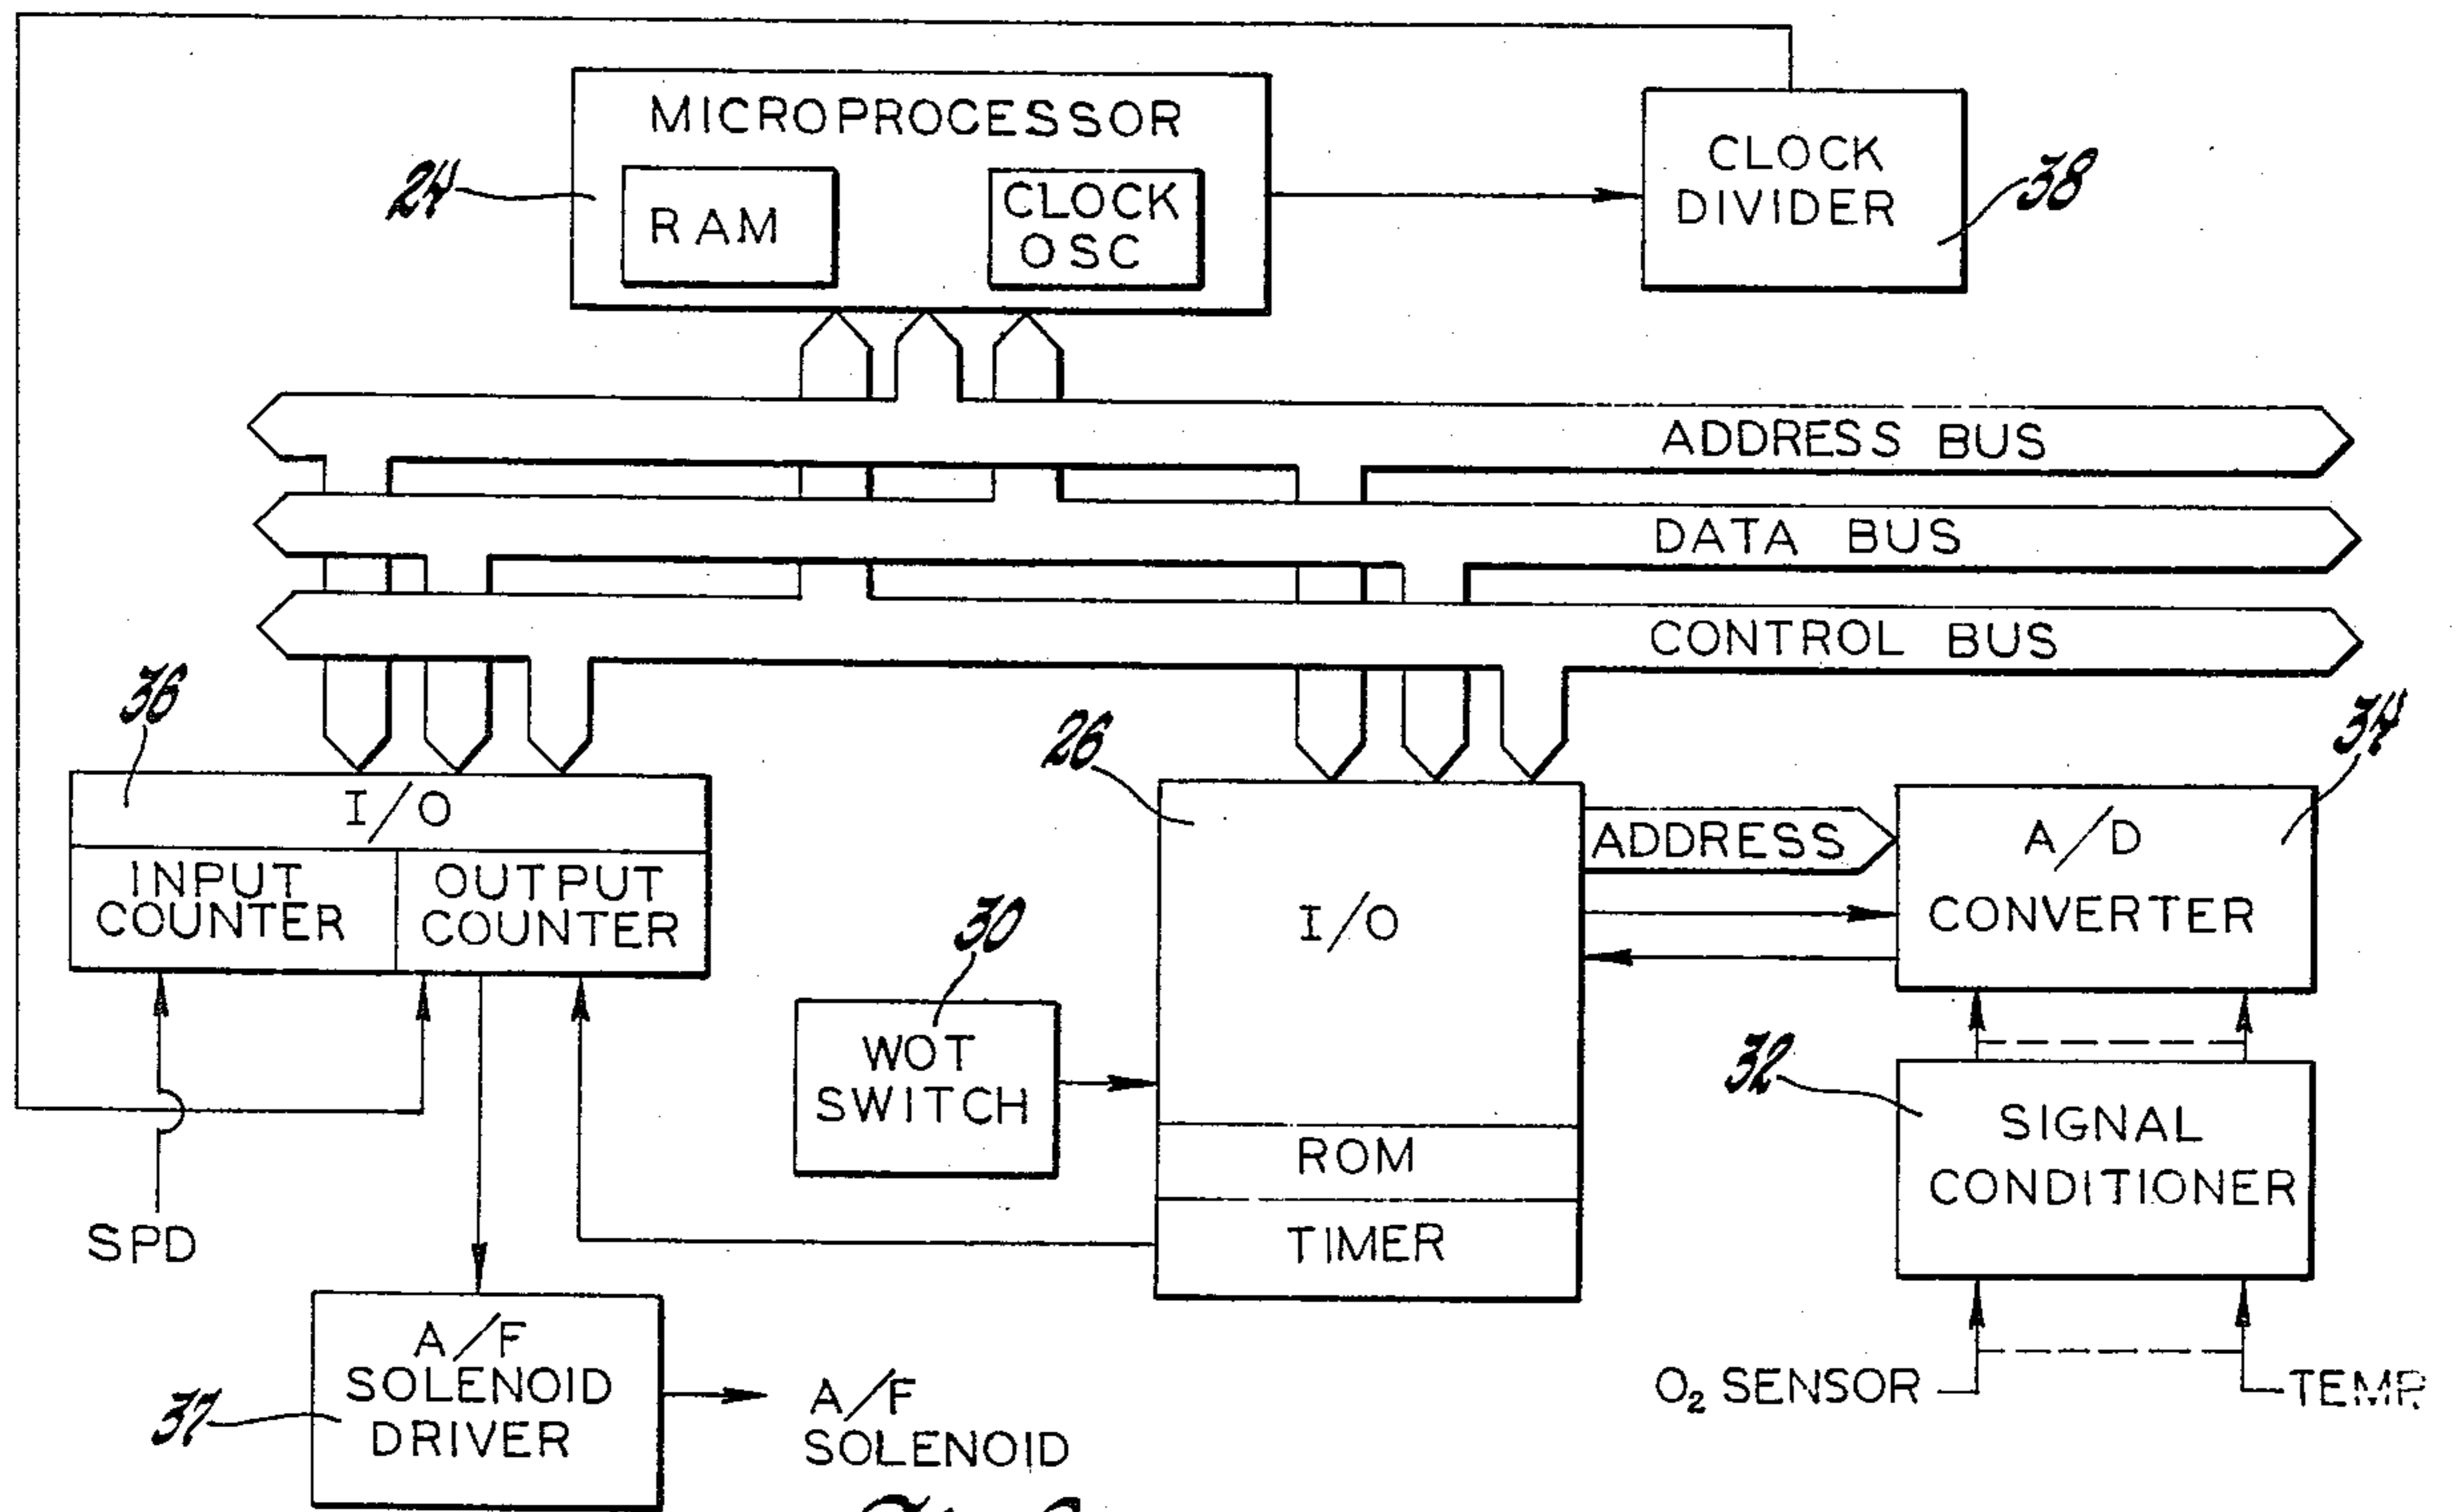 MICROPROCESSOR
24
RAM
CLOCK
OSC
CLOCK
DIVIDER
38
ADDRESS BUS
DATA BUS
CONTROL BUS
36
I/O
INPUT
COUNTER
OUTPUT
COUNTER
26
I/O
ROM
TIMER
ADDRESS
34
A/D
CONVERTER
30
WOT
SWITCH
32
SIGNAL
CONDITIONER
SPD
37
A/F
SOLENOID
DRIVER
A/F
SOLENOID
O₂ SENSOR
TEMP.